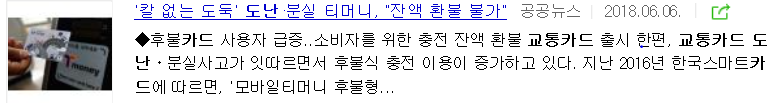 '칼 없는 도둑' 도난·분실 티머니, "잔액 환불 불가" 공공뉴스 | 2018.06.06. |
◆후불카드 사용자 급증..소비자를 위한 충전 잔액 환불 교통카드 출시 한편, 교통카드 도
난·분실사고가 잇따르면서 후불식 충전 이용이 증가하고 있다. 지난 2016년 한국스마트카
드에 따르면, '모바일티머니 후불형...
money